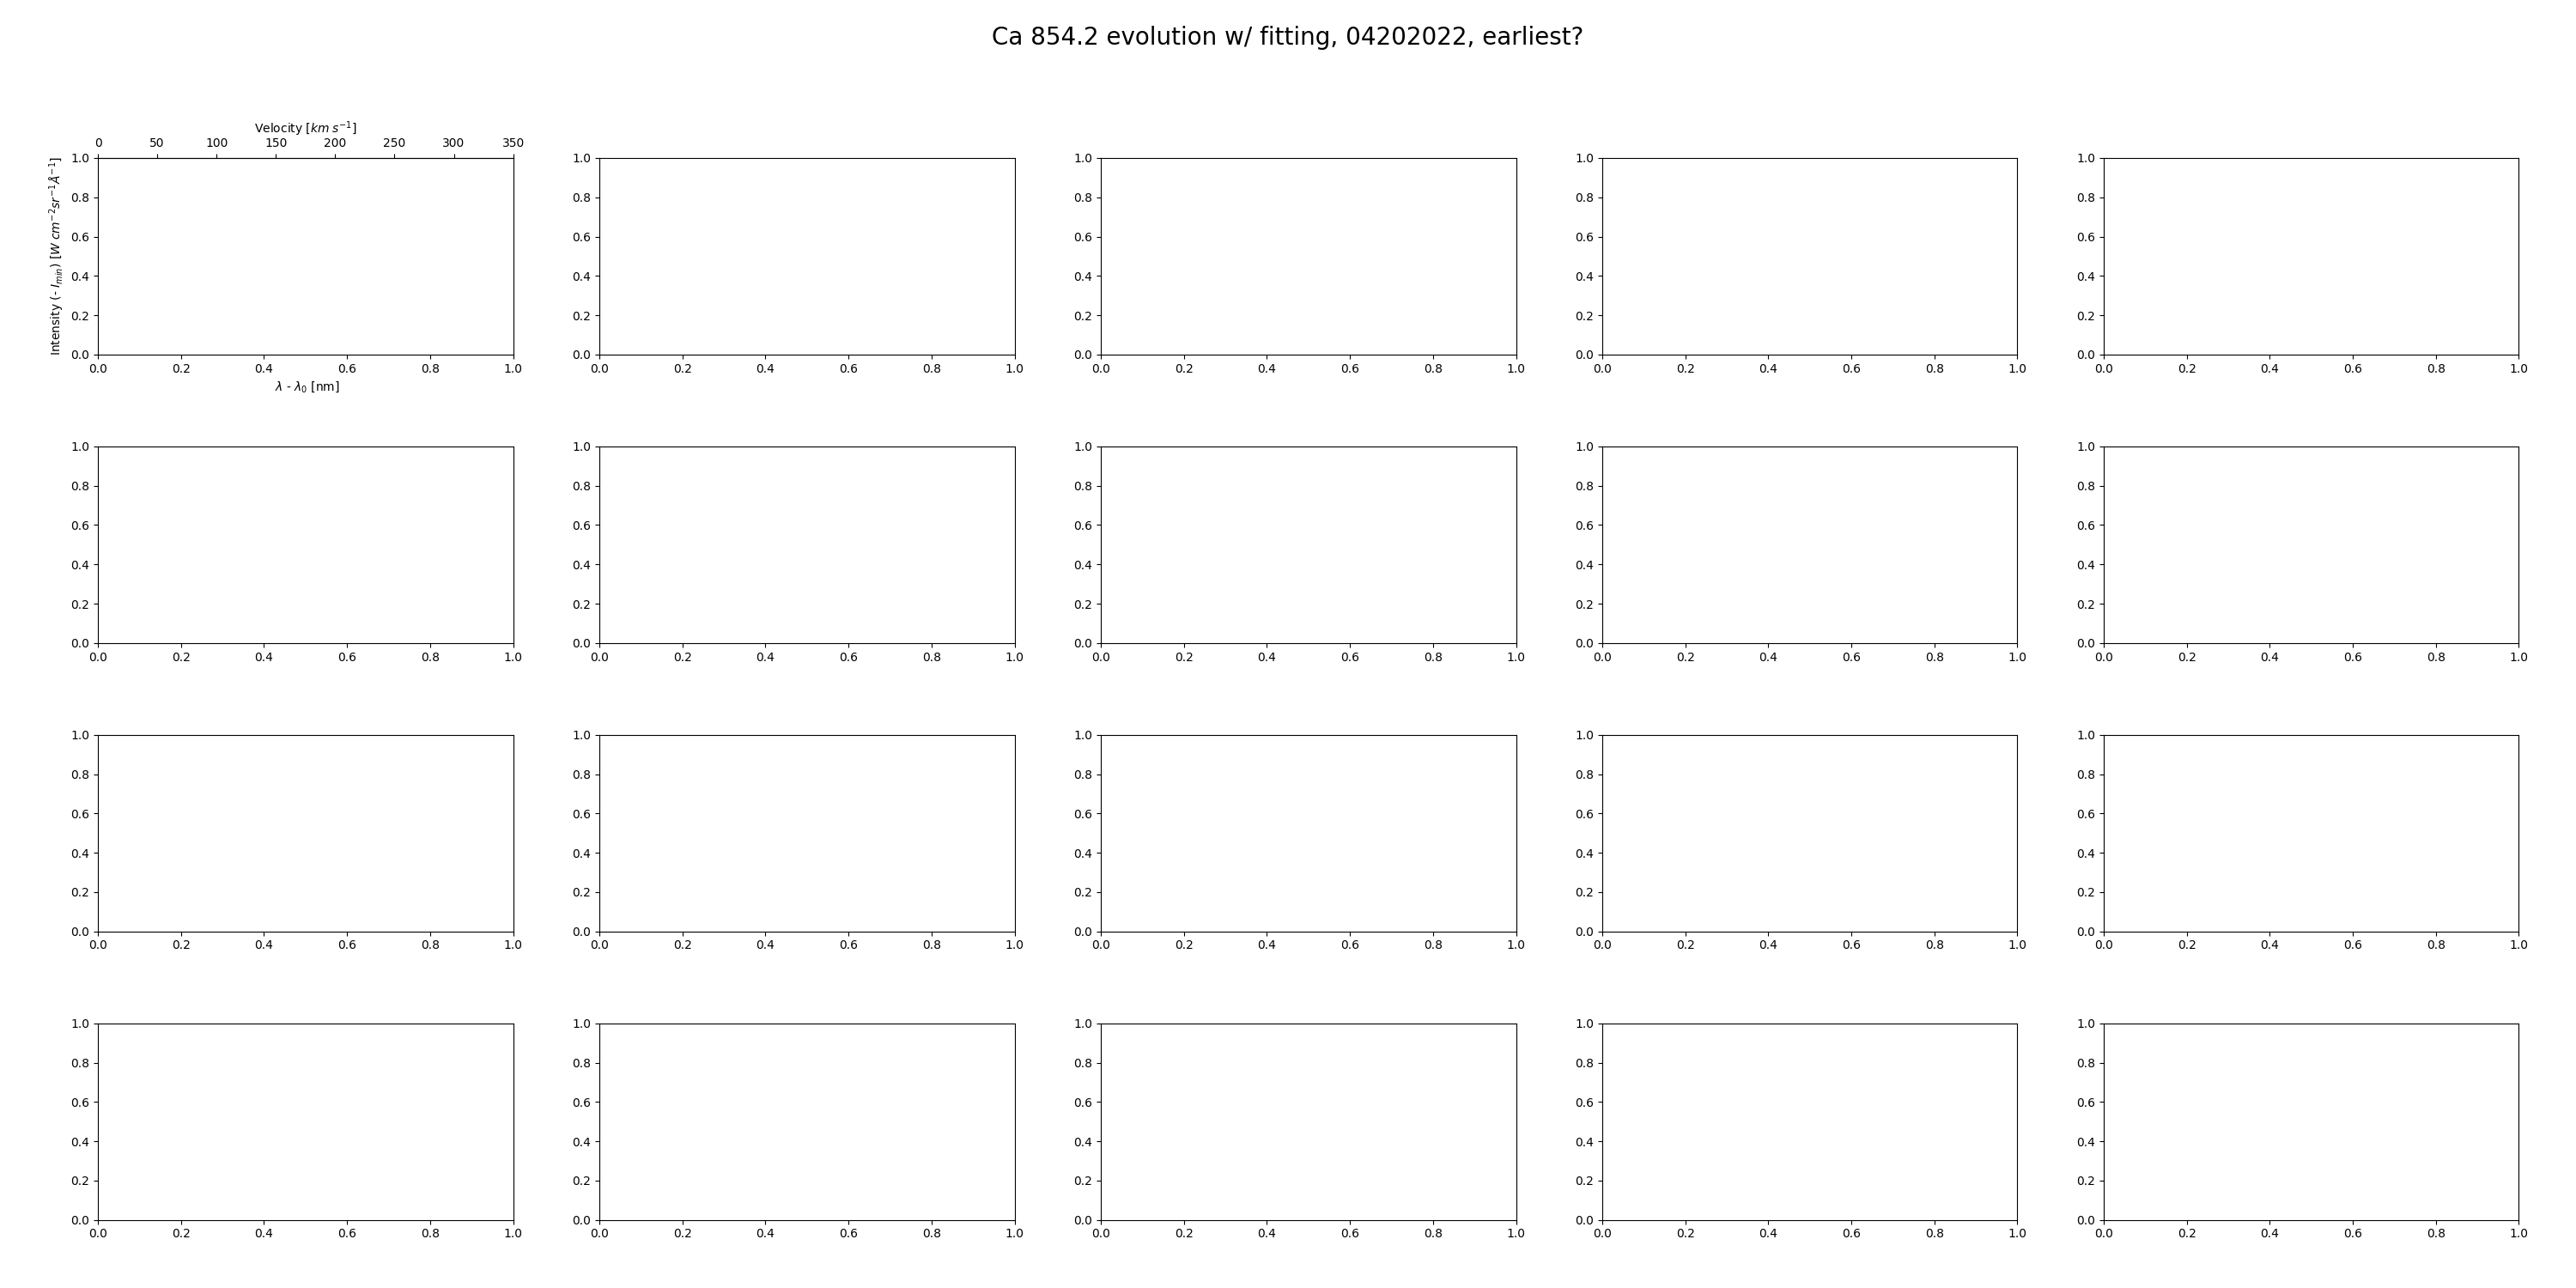 Ca 854.2 evolution w/ fitting, 04202022, earliest?
Velocity [km s⁻¹]
0 50 100 150 200 250 300 350
Intensity (- I_min) [W cm⁻²sr⁻¹Å⁻¹]
1.0 1.0 1.0 1.0 1.0
0.8 0.8 0.8 0.8 0.8
0.6 0.6 0.6 0.6 0.6
0.4 0.4 0.4 0.4 0.4
0.2 0.2 0.2 0.2 0.2
0.0 0.0 0.0 0.0 0.0
0.0 0.2 0.4 0.6 0.8 1.0 0.0 0.2 0.4 0.6 0.8 1.0 0.0 0.2 0.4 0.6 0.8 1.0 0.0 0.2 0.4 0.6 0.8 1.0 0.0 0.2 0.4 0.6 0.8 1.0
λ - λ₀ [nm]
1.0 1.0 1.0 1.0 1.0
0.8 0.8 0.8 0.8 0.8
0.6 0.6 0.6 0.6 0.6
0.4 0.4 0.4 0.4 0.4
0.2 0.2 0.2 0.2 0.2
0.0 0.0 0.0 0.0 0.0
0.0 0.2 0.4 0.6 0.8 1.0 0.0 0.2 0.4 0.6 0.8 1.0 0.0 0.2 0.4 0.6 0.8 1.0 0.0 0.2 0.4 0.6 0.8 1.0 0.0 0.2 0.4 0.6 0.8 1.0
1.0 1.0 1.0 1.0 1.0
0.8 0.8 0.8 0.8 0.8
0.6 0.6 0.6 0.6 0.6
0.4 0.4 0.4 0.4 0.4
0.2 0.2 0.2 0.2 0.2
0.0 0.0 0.0 0.0 0.0
0.0 0.2 0.4 0.6 0.8 1.0 0.0 0.2 0.4 0.6 0.8 1.0 0.0 0.2 0.4 0.6 0.8 1.0 0.0 0.2 0.4 0.6 0.8 1.0 0.0 0.2 0.4 0.6 0.8 1.0
1.0 1.0 1.0 1.0 1.0
0.8 0.8 0.8 0.8 0.8
0.6 0.6 0.6 0.6 0.6
0.4 0.4 0.4 0.4 0.4
0.2 0.2 0.2 0.2 0.2
0.0 0.0 0.0 0.0 0.0
0.0 0.2 0.4 0.6 0.8 1.0 0.0 0.2 0.4 0.6 0.8 1.0 0.0 0.2 0.4 0.6 0.8 1.0 0.0 0.2 0.4 0.6 0.8 1.0 0.0 0.2 0.4 0.6 0.8 1.0